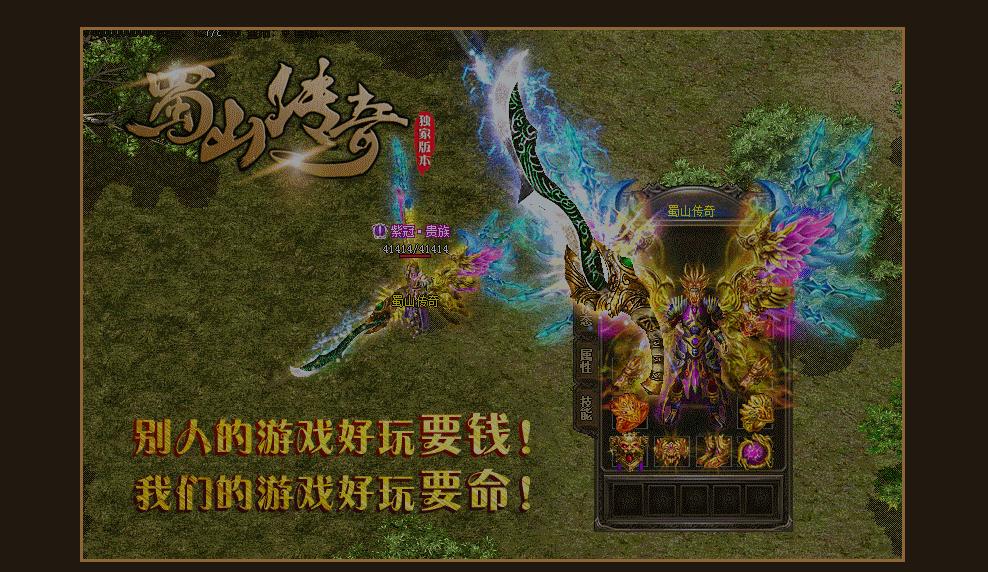 蜀山传奇
独家版本
紫冠·贵族
41414/41414
蜀山传奇
蜀山传奇
属性
技能
别人的游戏好玩要钱!
我们的游戏好玩要命!